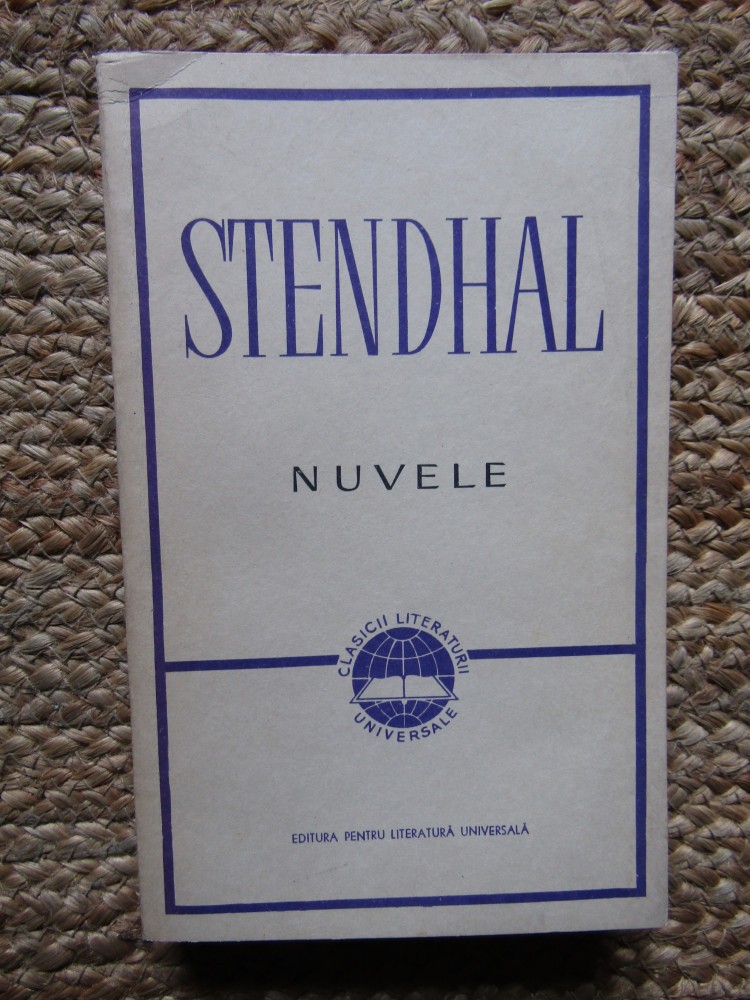 STENDHAL
NUVELE
CLASICII LITERATURII
UNIVERSALE
EDITURA PENTRU LITERATURĂ UNIVERSALĂ